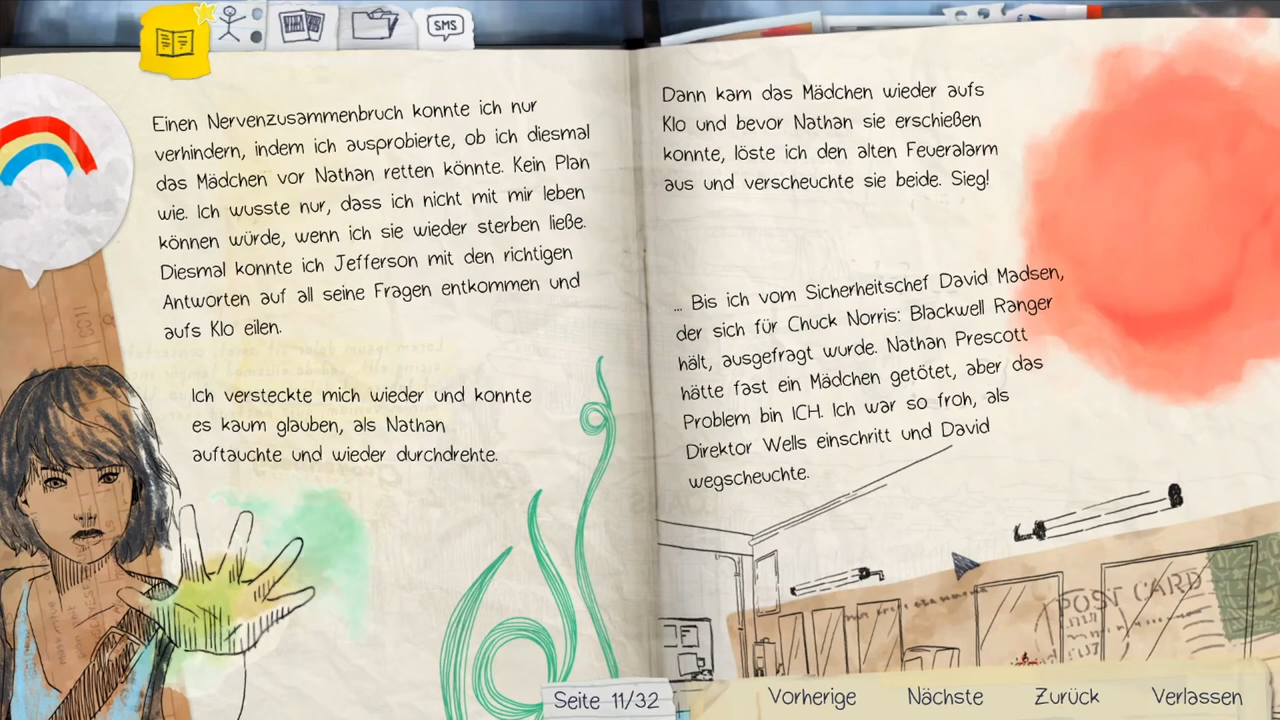 SMS
Einen Nervenzusammenbruch konnte ich nur
verhindern, indem ich ausprobierte, ob ich diesmal
das Mädchen vor Nathan retten könnte. Kein Plan
wie. Ich wusste nur, dass ich nicht mit mir leben
können würde, wenn ich sie wieder sterben ließe.
Diesmal konnte ich Jefferson mit den richtigen
Antworten auf all seine Fragen entkommen und
aufs Klo eilen.
Ich versteckte mich wieder und konnte
es kaum glauben, als Nathan
auftauchte und wieder durchdrehte.
Dann kam das Mädchen wieder aufs
Klo und bevor Nathan sie erschießen
konnte, löste ich den alten Feueralarm
aus und verscheuchte sie beide. Sieg!
... Bis ich vom Sicherheitschef David Madsen,
der sich für Chuck Norris: Blackwell Ranger
hält, ausgefragt wurde. Nathan Prescott
hätte fast ein Mädchen getötet, aber das
Problem bin ICH. Ich war so froh, als
Direktor Wells einschritt und David
wegscheuchte.
POST CARD
Seite 11/32
Vorherige
Nächste
Zurück
Verlassen